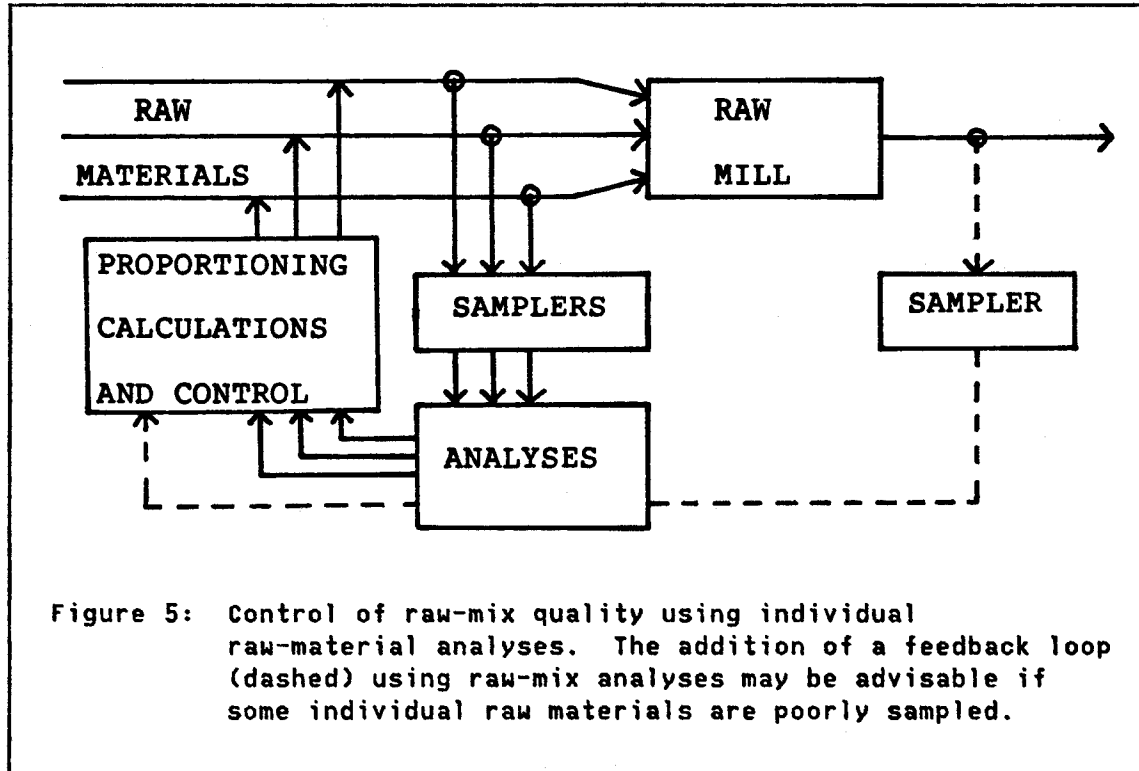 RAW
MATERIALS
RAW
MILL
PROPORTIONING
CALCULATIONS
AND CONTROL
SAMPLERS
SAMPLER
ANALYSES
Figure 5: Control of raw-mix quality using individual
raw-material analyses. The addition of a feedback loop
(dashed) using raw-mix analyses may be advisable if
some individual raw materials are poorly sampled.